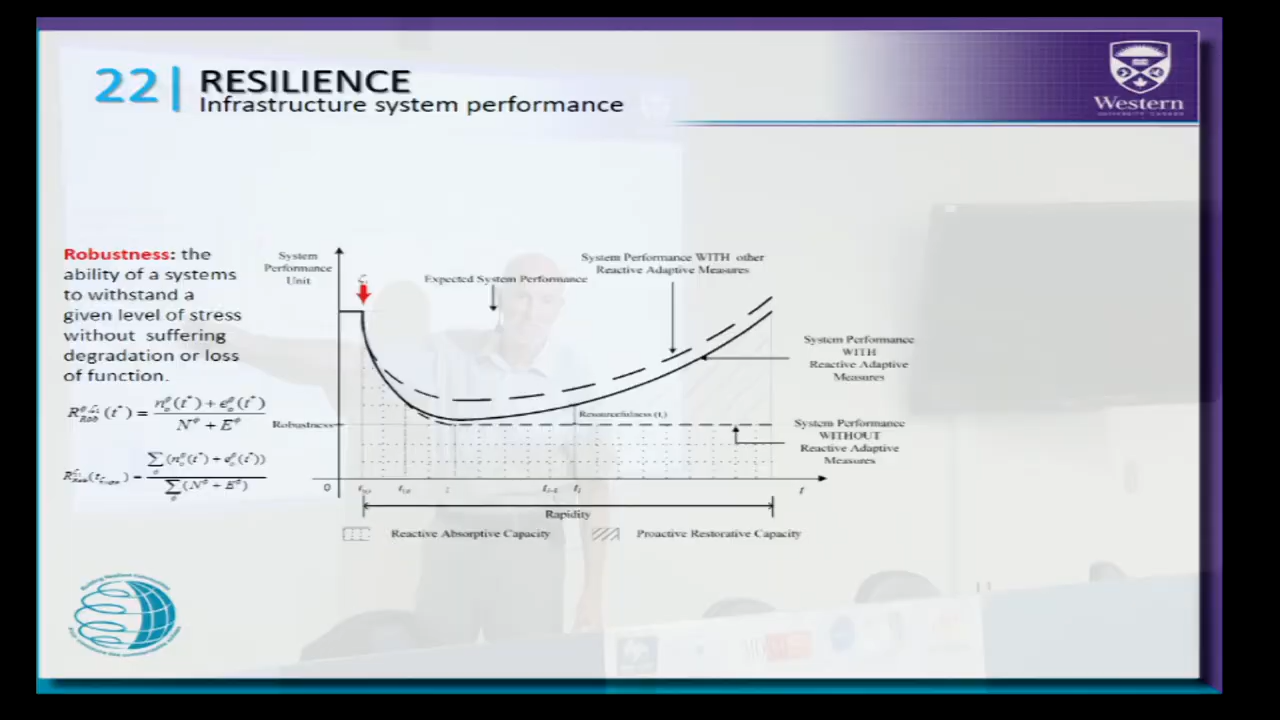 22
RESILIENCE
Infrastructure system performance
Western
Robustness: the
ability of a systems
to withstand a
given level of stress
without suffering
degradation or loss
of function.
System
Performance
Unit
Expected System Performance
System Performance WITH other
Reactive Adaptive Measures
System Performance
WITH
Reactive Adaptive
Measures
Resourcefulness
Robustness
System Performance
WITHOUT
Reactive Adaptive
Measures
0
t
Rapidity
Reactive Absorptive Capacity
Proactive Restorative Capacity